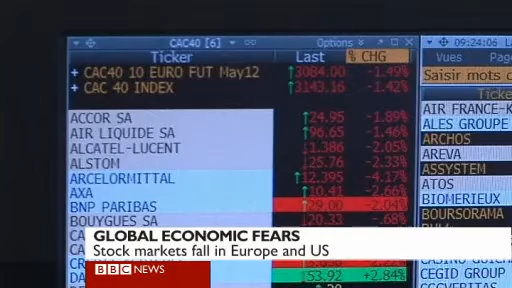 CAC40 [6]
Options
09:24:06
Ticker Last % CHG
Vues
+ CAC40 10 EURO FUT May12 ↑3084.00 -1.49%
Saisir mots
+ CAC 40 INDEX ↑3143.16 -1.42%
ACCOR SA ↑24.95 -1.89%
AIR FRANCE-K
AIR LIQUIDE SA ↑96.65 -1.46%
ALES GROUPE
ALCATEL-LUCENT ↓1.386 -2.05%
ARCHOS
ALSTOM ↓25.76 -2.33%
AREVA
ARCELORMITTAL ↑12.395 -4.17%
ASSYSTEM
AXA ↑10.41 -2.66%
ATOS
BNP PARIBAS ↑29.00 -2.04%
BIOMERIEUX
BOUYGUES SA ↓20.33 -.68%
BOURSORAMA
GLOBAL ECONOMIC FEARS
Stock markets fall in Europe and US
BBC NEWS
↓53.92 +2.84%
CEGID GROUP